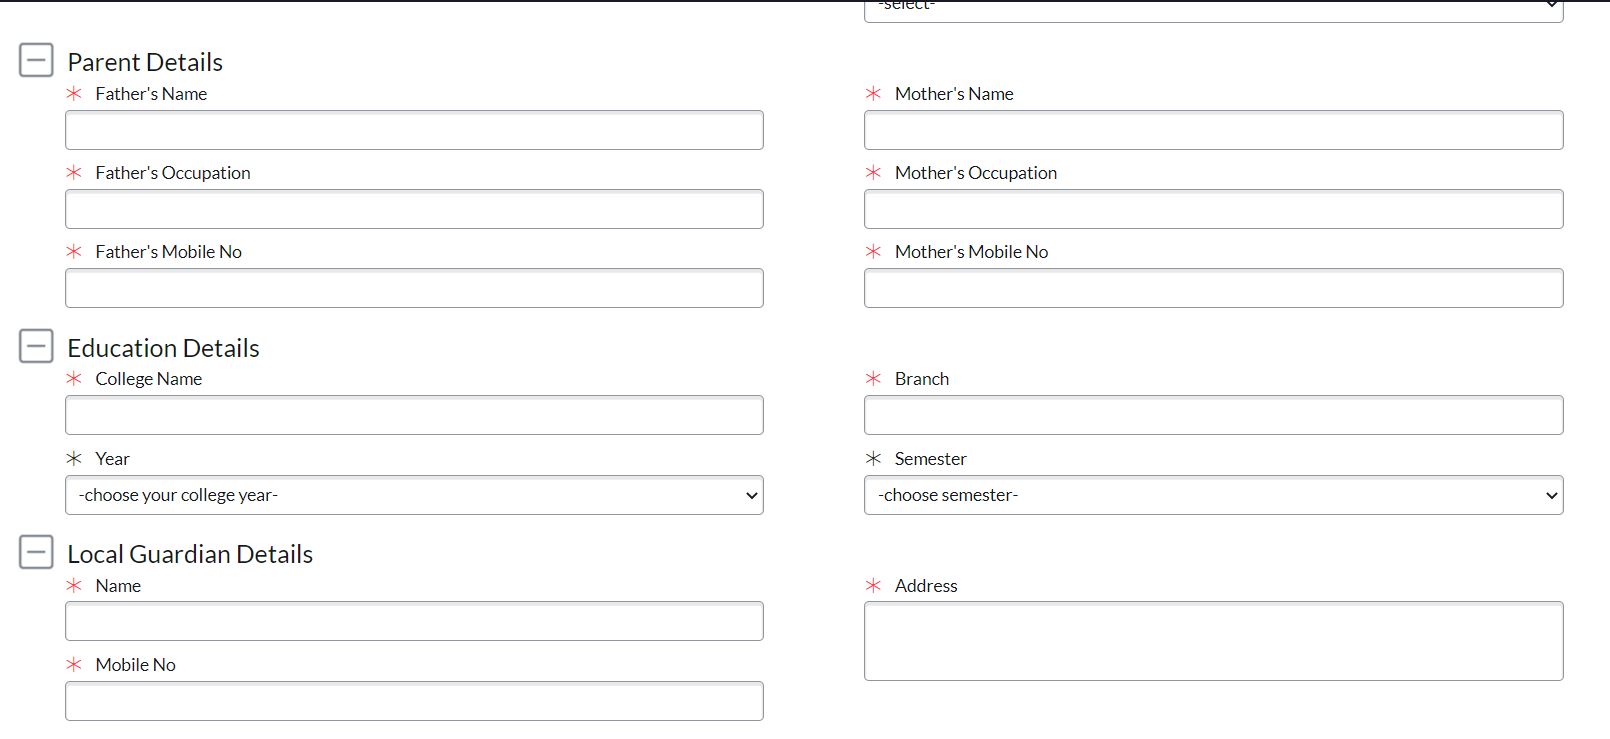 -select-
Parent Details
* Father's Name
* Mother's Name
* Father's Occupation
* Mother's Occupation
* Father's Mobile No
* Mother's Mobile No
Education Details
* College Name
* Branch
* Year
* Semester
-choose your college year-
-choose semester-
Local Guardian Details
* Name
* Address
* Mobile No